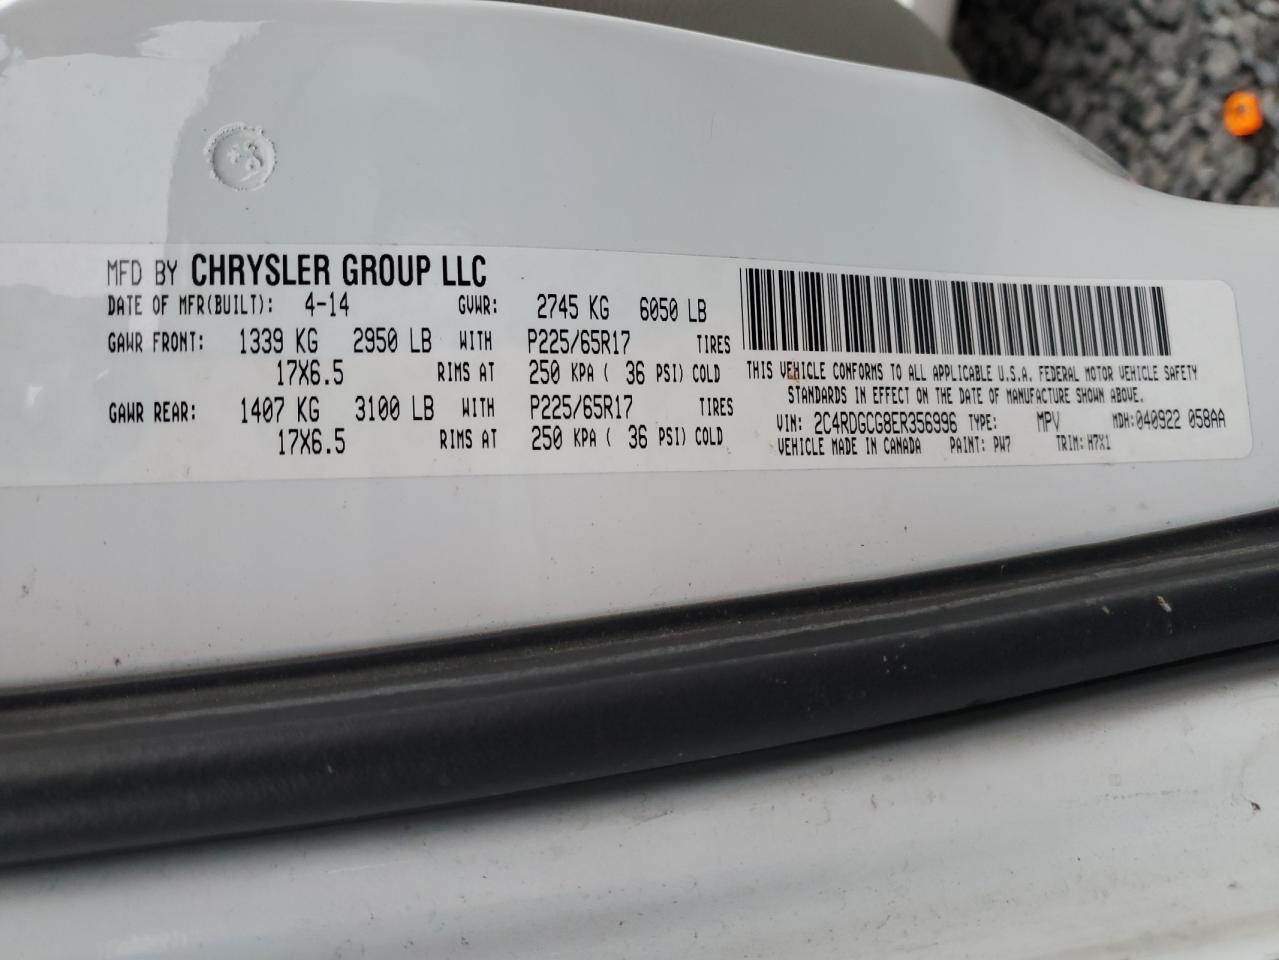 MFD BY CHRYSLER GROUP LLC
DATE OF MFR(BUILT): 4-14 GVWR: 2745 KG 6050 LB
GAWR FRONT: 1339 KG 2950 LB WITH P225/65R17 TIRES
17X6.5 RIMS AT 250 KPA ( 36 PSI) COLD
GAWR REAR: 1407 KG 3100 LB WITH P225/65R17 TIRES
17X6.5 RIMS AT 250 KPA ( 36 PSI) COLD
THIS VEHICLE CONFORMS TO ALL APPLICABLE U.S.A. FEDERAL MOTOR VEHICLE SAFETY
STANDARDS IN EFFECT ON THE DATE OF MANUFACTURE SHOWN ABOVE.
VIN: 2C4RDGCG8ER356996 TYPE: MPV MDH:040922 058AA
VEHICLE MADE IN CANADA PAINT: PW7 TRIM: H7X1